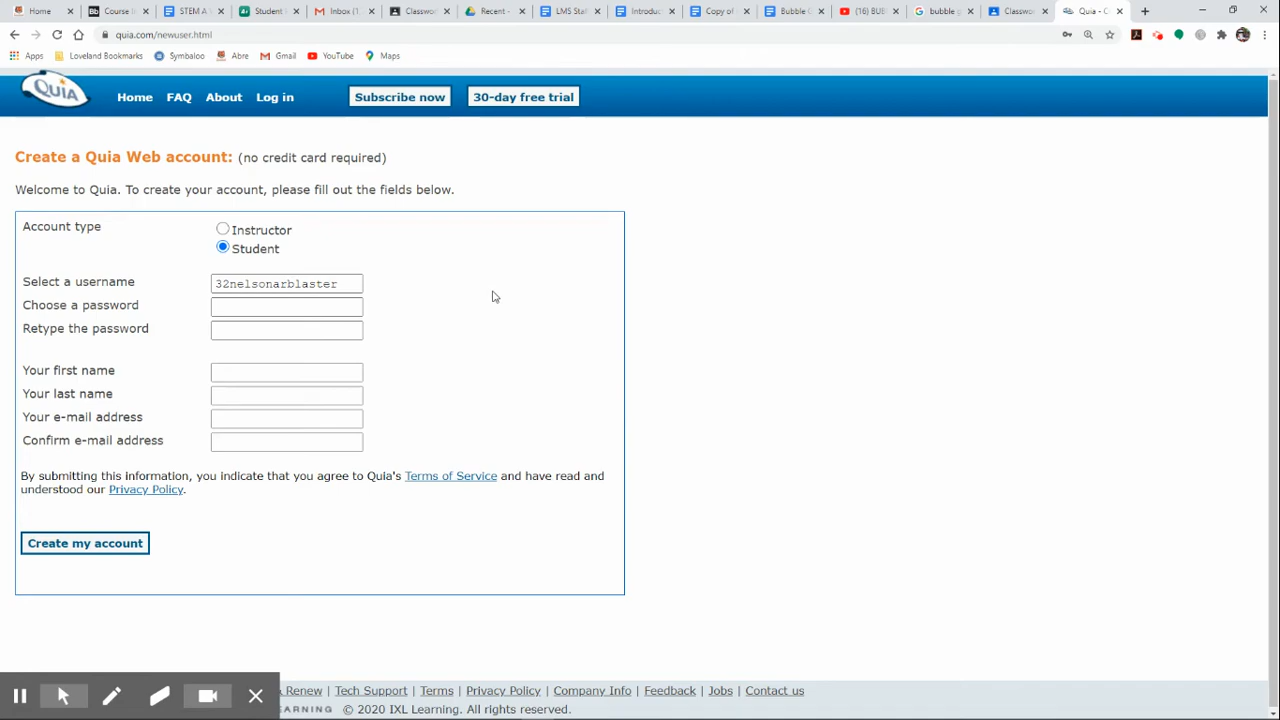 Home
Course In
STEM A
Student
Inbox (1
Classwo
Recent -
LMS Sta
Introduc
Copy of
Bubble G
(16) BUB
bubble g
Classwo
Quia - C
quia.com/newuser.html
Apps
Loveland Bookmarks
Symbaloo
Abre
Gmail
YouTube
Maps
QUIA
Home
FAQ
About
Log in
Subscribe now
30-day free trial
Create a Quia Web account: (no credit card required)
Welcome to Quia. To create your account, please fill out the fields below.
Account type
Instructor
Student
Select a username
32nelsonarblaster
Choose a password
Retype the password
Your first name
Your last name
Your e-mail address
Confirm e-mail address
By submitting this information, you indicate that you agree to Quia's Terms of Service and have read and
understood our Privacy Policy.
Create my account
& Renew | Tech Support | Terms | Privacy Policy | Company Info | Feedback | Jobs | Contact us
EARNING © 2020 IXL Learning. All rights reserved.